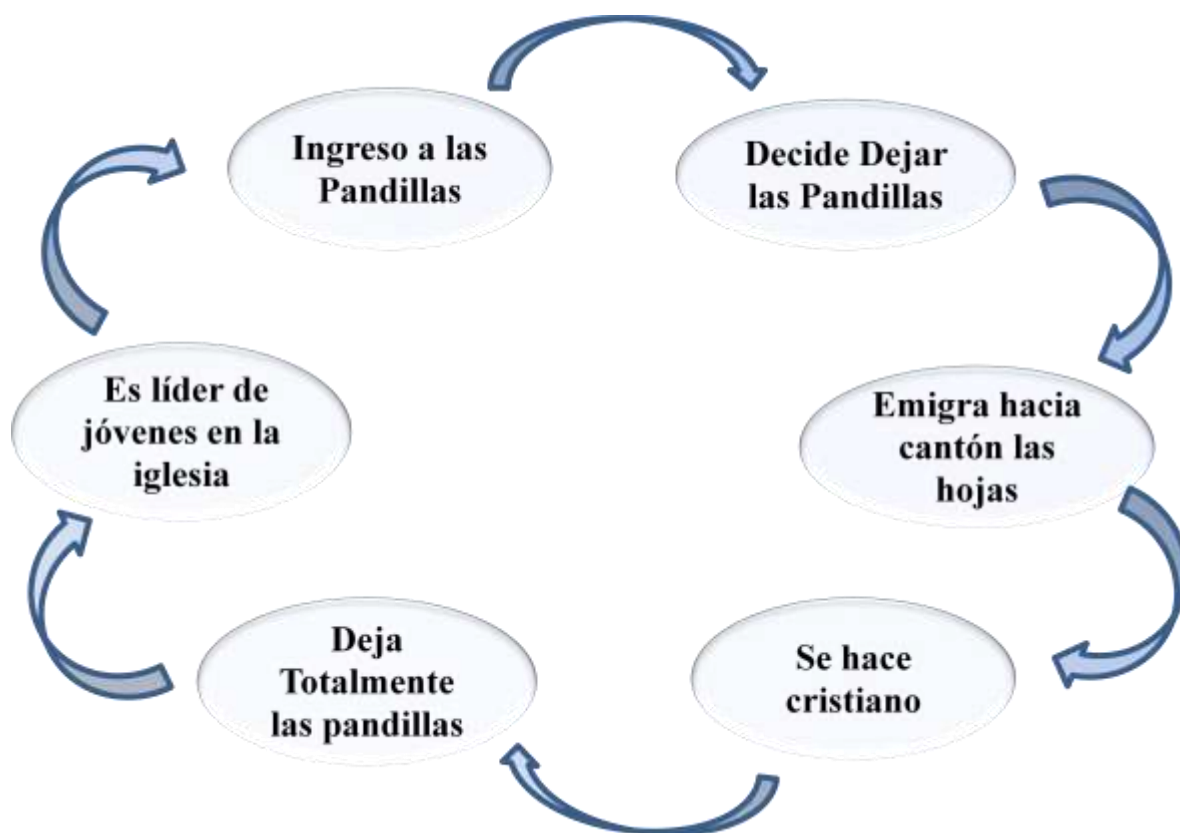 Ingreso a las
Pandillas
Decide Dejar
las Pandillas
Emigra hacia
cantón las
hojas
Se hace
cristiano
Deja
Totalmente
las pandillas
Es líder de
jóvenes en la
iglesia